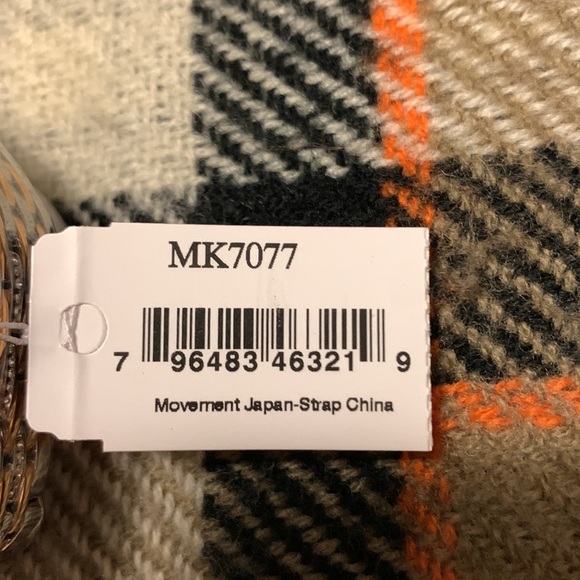 MK7077
7 96483 46321 9
Movement Japan-Strap China